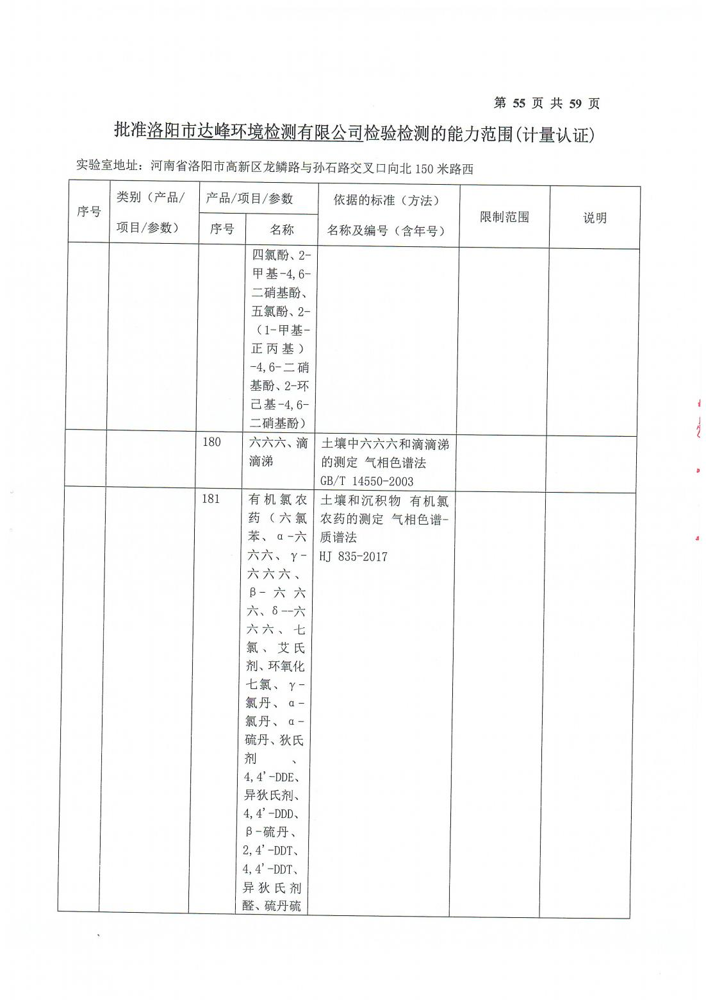 第 55 页 共 59 页
批准洛阳市达峰环境检测有限公司检验检测的能力范围(计量认证)
实验室地址：河南省洛阳市高新区龙鳞路与孙石路交叉口向北 150 米路西
序号
类别（产品/
项目/参数）
产品/项目/参数
序号
名称
依据的标准（方法）
名称及编号（含年号）
限制范围
说明
四氯酚、2-
甲基-4,6-
二硝基酚、
五氯酚、2-
（1-甲基-
正丙基）
-4,6-二硝
基酚、2-环
己基-4,6-
二硝基酚）
180
六六六、滴
滴涕
土壤中六六六和滴滴涕
的测定 气相色谱法
GB/T 14550-2003
181
有机氯农
药（六氯
苯、α-六
六六、γ-
六六六、
β-六六
六、δ--六
六六、七
氯、艾氏
剂、环氧化
七氯、γ-
氯丹、α-
氯丹、α-
硫丹、狄氏
剂、
4,4'-DDE、
异狄氏剂、
4,4'-DDD、
β-硫丹、
2,4'-DDT、
4,4'-DDT、
异狄氏剂
醛、硫丹硫
土壤和沉积物 有机氯
农药的测定 气相色谱-
质谱法
HJ 835-2017